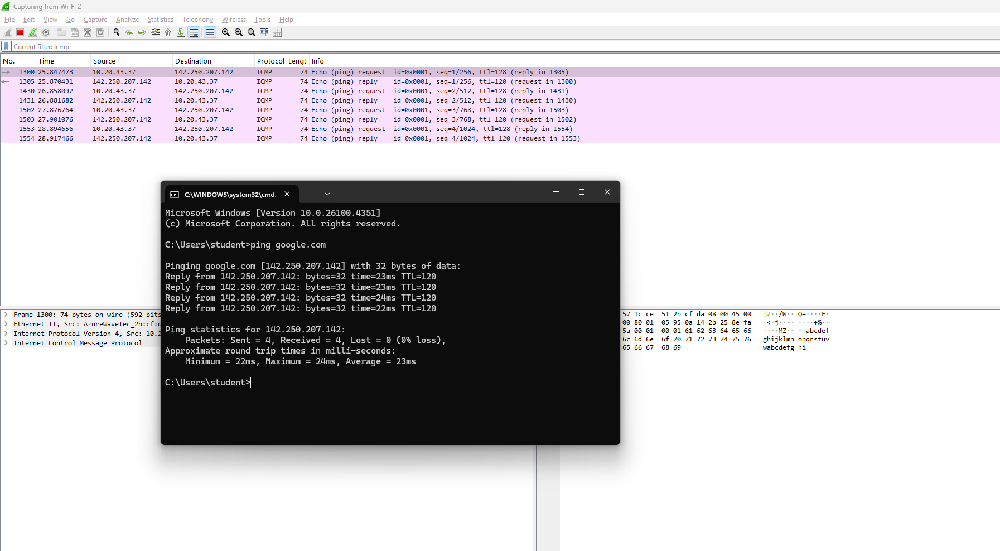 Capturing from Wi-Fi 2
File Edit View Go Capture Analyze Statistics Telephony Wireless Tools Help
Current filter: icmp
No. Time Source Destination Protocol Lengtl Info
1300 25.847473 10.20.43.37 142.250.207.142 ICMP 74 Echo (ping) request id=0x0001, seq=1/256, ttl=128 (reply in 1305)
1305 25.870431 142.250.207.142 10.20.43.37 ICMP 74 Echo (ping) reply id=0x0001, seq=1/256, ttl=120 (request in 1300)
1430 26.858092 10.20.43.37 142.250.207.142 ICMP 74 Echo (ping) request id=0x0001, seq=2/512, ttl=128 (reply in 1431)
1431 26.881682 142.250.207.142 10.20.43.37 ICMP 74 Echo (ping) reply id=0x0001, seq=2/512, ttl=120 (request in 1430)
1502 27.876764 10.20.43.37 142.250.207.142 ICMP 74 Echo (ping) request id=0x0001, seq=3/768, ttl=128 (reply in 1503)
1503 27.901076 142.250.207.142 10.20.43.37 ICMP 74 Echo (ping) reply id=0x0001, seq=3/768, ttl=120 (request in 1502)
1553 28.894656 10.20.43.37 142.250.207.142 ICMP 74 Echo (ping) request id=0x0001, seq=4/1024, ttl=128 (reply in 1554)
1554 28.917466 142.250.207.142 10.20.43.37 ICMP 74 Echo (ping) reply id=0x0001, seq=4/1024, ttl=120 (request in 1553)
C:\WINDOWS\system32\cmd.
Microsoft Windows [Version 10.0.26100.4351]
(c) Microsoft Corporation. All rights reserved.
C:\Users\student>ping google.com
Pinging google.com [142.250.207.142] with 32 bytes of data:
Reply from 142.250.207.142: bytes=32 time=23ms TTL=120
Reply from 142.250.207.142: bytes=32 time=23ms TTL=120
Reply from 142.250.207.142: bytes=32 time=24ms TTL=120
Reply from 142.250.207.142: bytes=32 time=22ms TTL=120
Ping statistics for 142.250.207.142:
Packets: Sent = 4, Received = 4, Lost = 0 (0% loss),
Approximate round trip times in milli-seconds:
Minimum = 22ms, Maximum = 24ms, Average = 23ms
C:\Users\student>
Frame 1300: 74 bytes on wire (592 bits
Ethernet II, Src: AzureWaveTec_2b:cf:
Internet Protocol Version 4, Src: 10.2
Internet Control Message Protocol
57 1c ce 51 2b cf da 08 00 45 00 |Z··/W·· Q+····E·
00 80 01 05 95 0a 14 2b 25 8e fa ·<·j···· ····+%··
5a 00 01 00 01 61 62 63 64 65 66 ····MZ·· ··abcdef
6c 6d 6e 6f 70 71 72 73 74 75 76 ghijklmn opqrstuv
65 66 67 68 69 wabcdefg hi